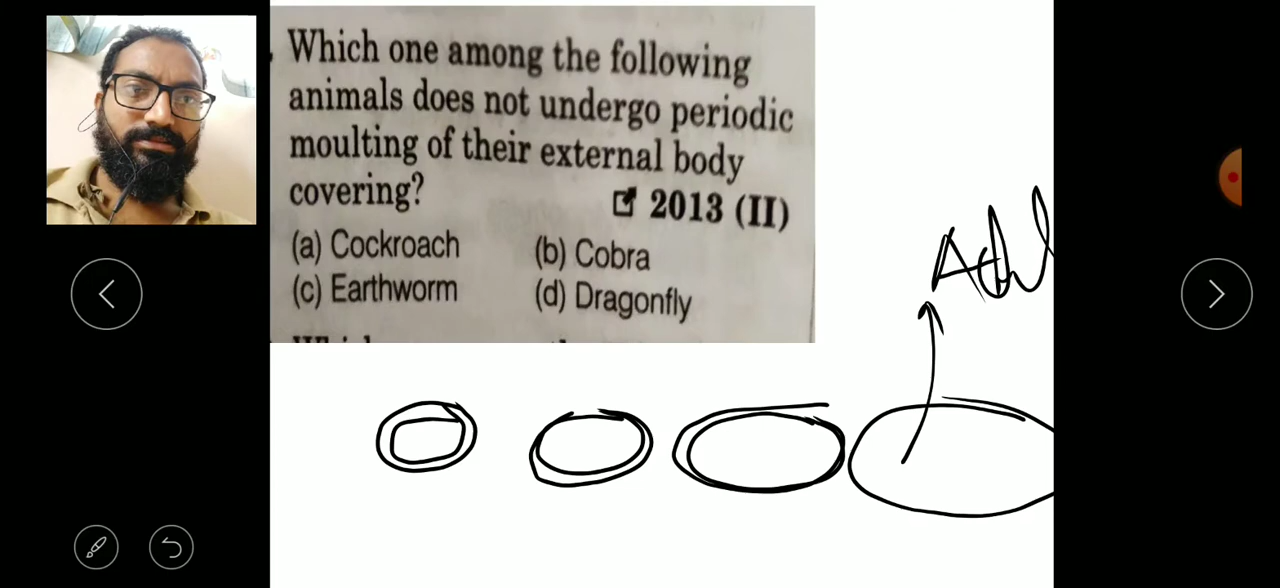 Which one among the following
animals does not undergo periodic
moulting of their external body
covering? 2013 (II)
(a) Cockroach (b) Cobra
(c) Earthworm (d) Dragonfly